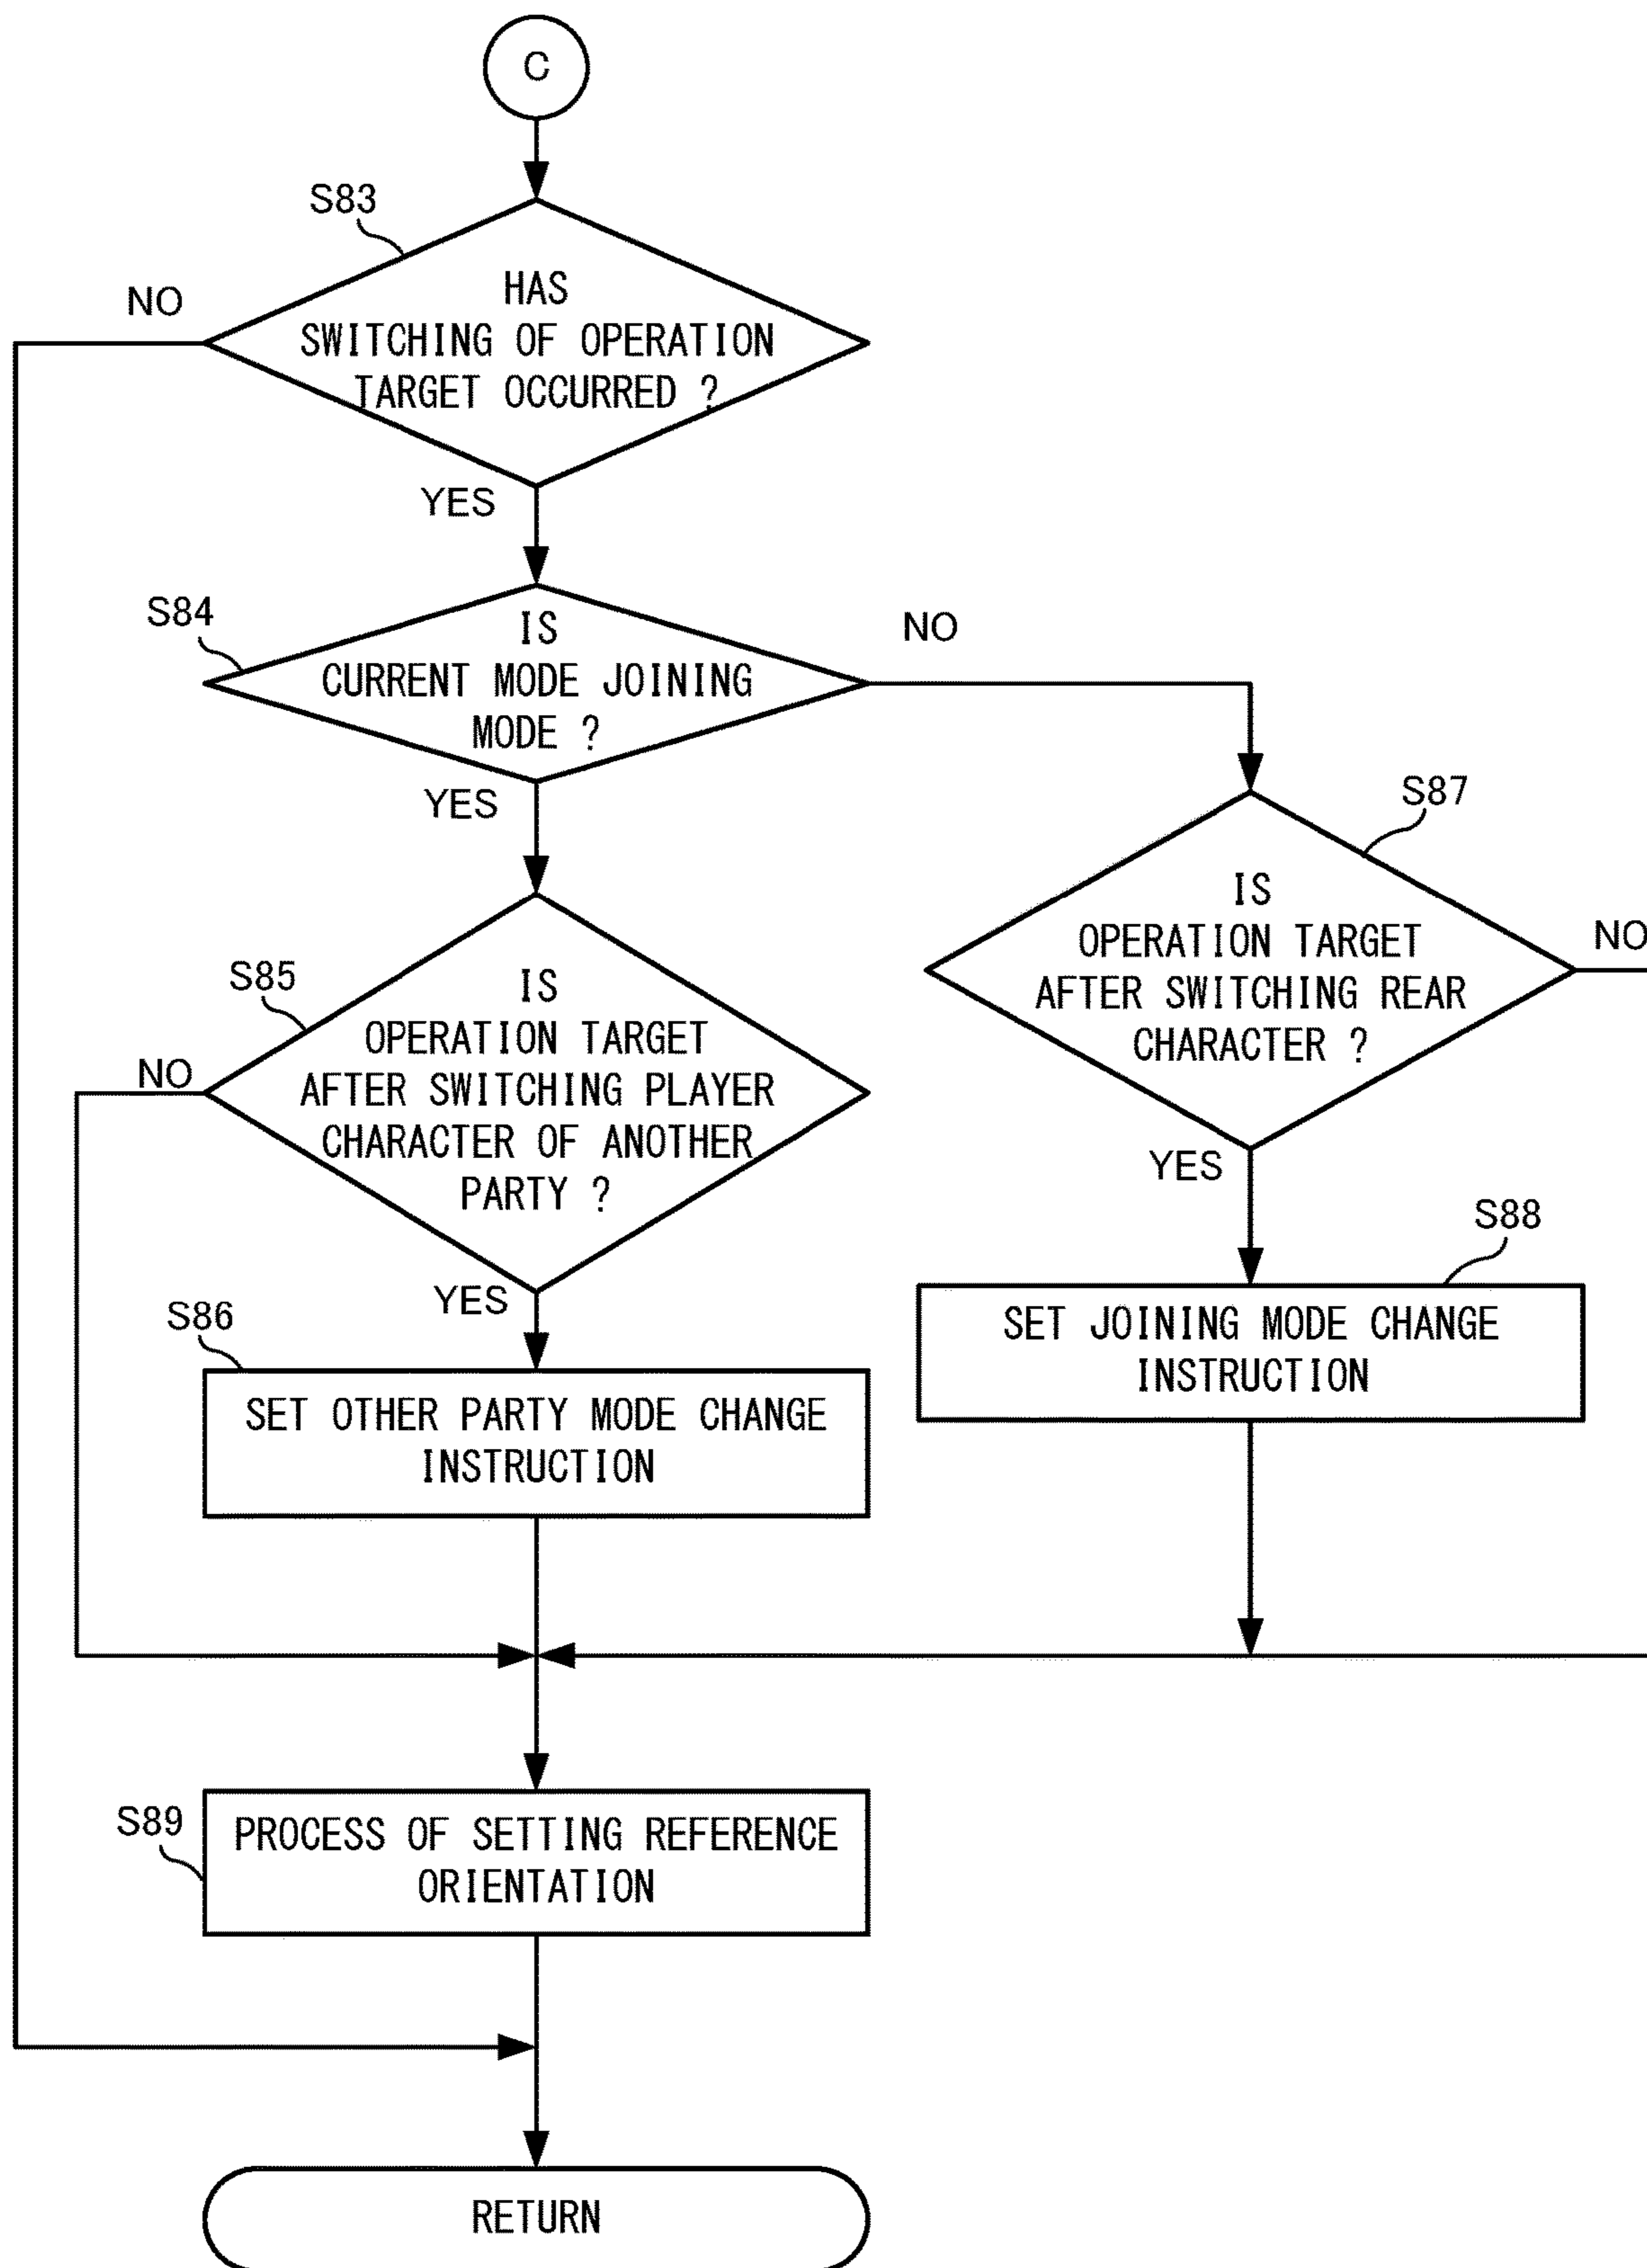 C
S83
HAS
SWITCHING OF OPERATION
TARGET OCCURRED ?
NO
YES
S84
IS
CURRENT MODE JOINING
MODE ?
NO
YES
S85
IS
OPERATION TARGET
AFTER SWITCHING PLAYER
CHARACTER OF ANOTHER
PARTY ?
NO
YES
S86
SET OTHER PARTY MODE CHANGE
INSTRUCTION
S87
IS
OPERATION TARGET
AFTER SWITCHING REAR
CHARACTER ?
NO
YES
S88
SET JOINING MODE CHANGE
INSTRUCTION
S89
PROCESS OF SETTING REFERENCE
ORIENTATION
RETURN